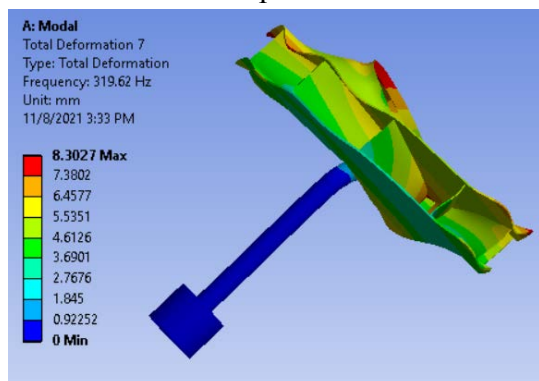 A: Modal
Total Deformation 7
Type: Total Deformation
Frequency: 319.62 Hz
Unit: mm
11/8/2021 3:33 PM
8.3027 Max
7.3802
6.4577
5.5351
4.6126
3.6901
2.7676
1.845
0.92252
0 Min